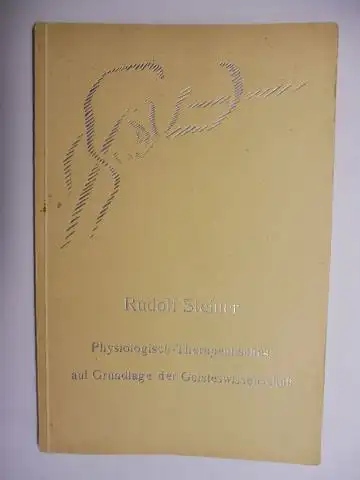 Rudolf Steiner
Physiologisch-Therapeutisches
auf Grundlage der Geisteswissenschaft